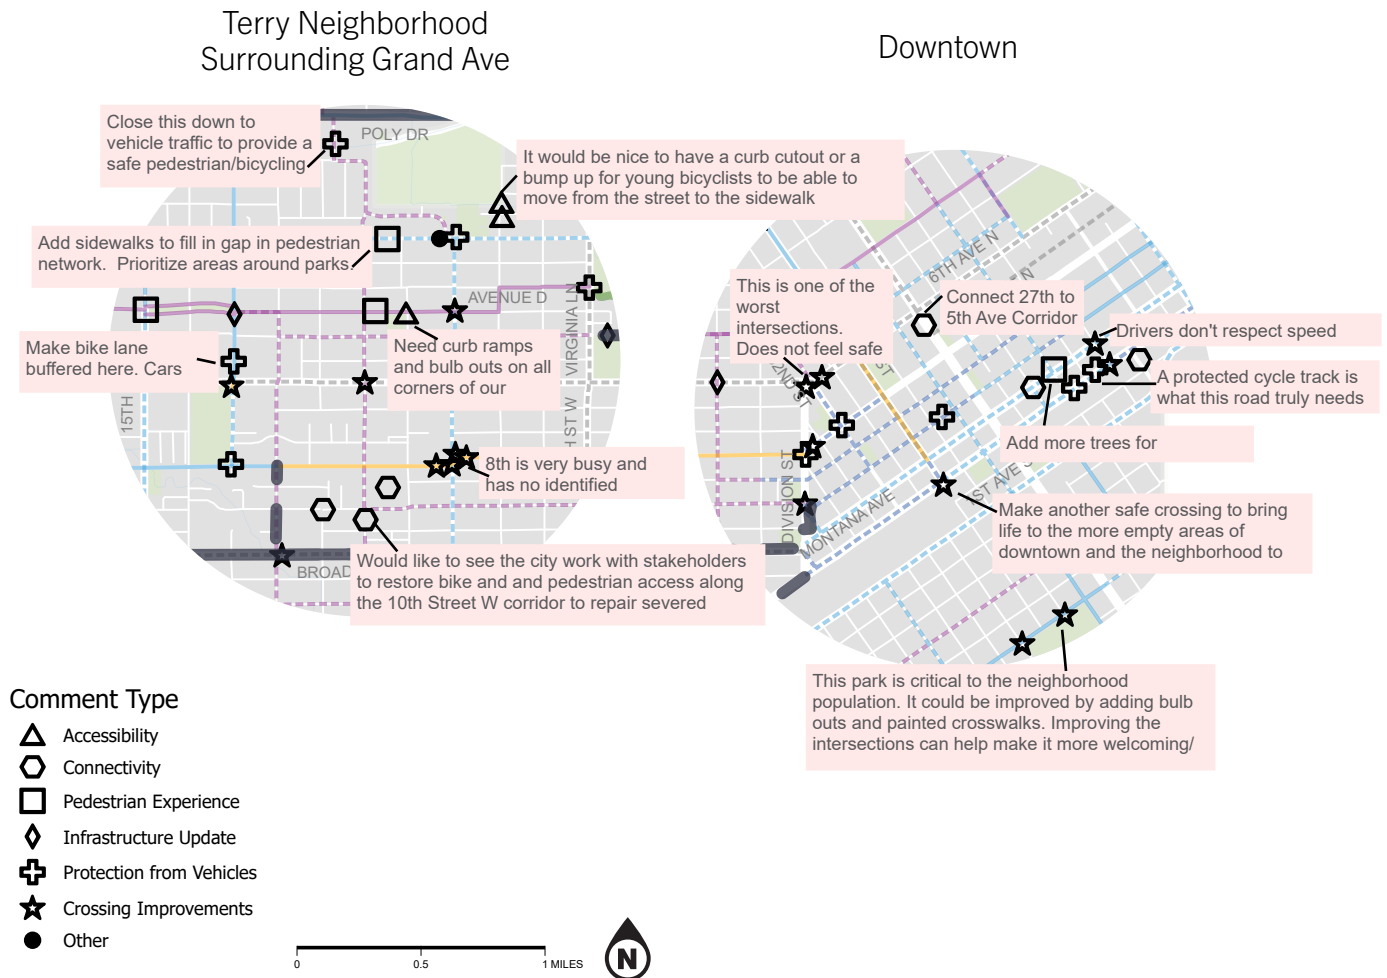 Terry Neighborhood
Surrounding Grand Ave
Downtown
Close this down to
vehicle traffic to provide a
safe pedestrian/bicycling
POLY DR
It would be nice to have a curb cutout or a
bump up for young bicyclists to be able to
move from the street to the sidewalk
Add sidewalks to fill in gap in pedestrian
network. Prioritize areas around parks.
AVENUE D
VIRGINIA LN
Make bike lane
buffered here. Cars
Need curb ramps
and bulb outs on all
corners of our
15TH
H ST W
8th is very busy and
has no identified
BROAD
Would like to see the city work with stakeholders
to restore bike and and pedestrian access along
the 10th Street W corridor to repair severed
6TH AVE N
N
This is one of the
worst
intersections.
Does not feel safe
Connect 27th to
5th Ave Corridor
Drivers don't respect speed
2ND ST
ST
A protected cycle track is
what this road truly needs
Add more trees for
DIVISION ST
MONTANA AVE
1ST AVE S
Make another safe crossing to bring
life to the more empty areas of
downtown and the neighborhood to
This park is critical to the neighborhood
population. It could be improved by adding bulb
outs and painted crosswalks. Improving the
intersections can help make it more welcoming/
Comment Type
Accessibility
Connectivity
Pedestrian Experience
Infrastructure Update
Protection from Vehicles
Crossing Improvements
Other
0 0.5 1 MILES
N